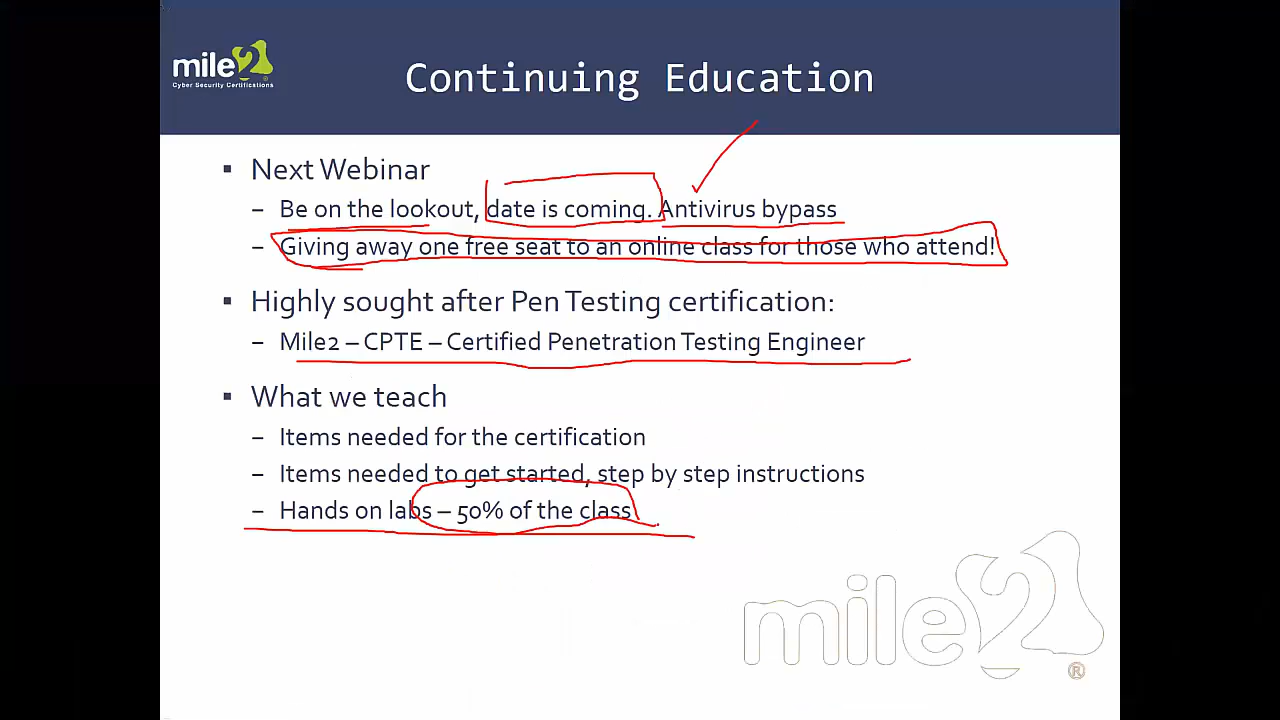 mile2
Cyber Security Certifications
Continuing Education
▪ Next Webinar
– Be on the lookout, date is coming. Antivirus bypass
– Giving away one free seat to an online class for those who attend!
▪ Highly sought after Pen Testing certification:
– Mile2 – CPTE – Certified Penetration Testing Engineer
▪ What we teach
– Items needed for the certification
– Items needed to get started, step by step instructions
– Hands on labs – 50% of the class
mile2®